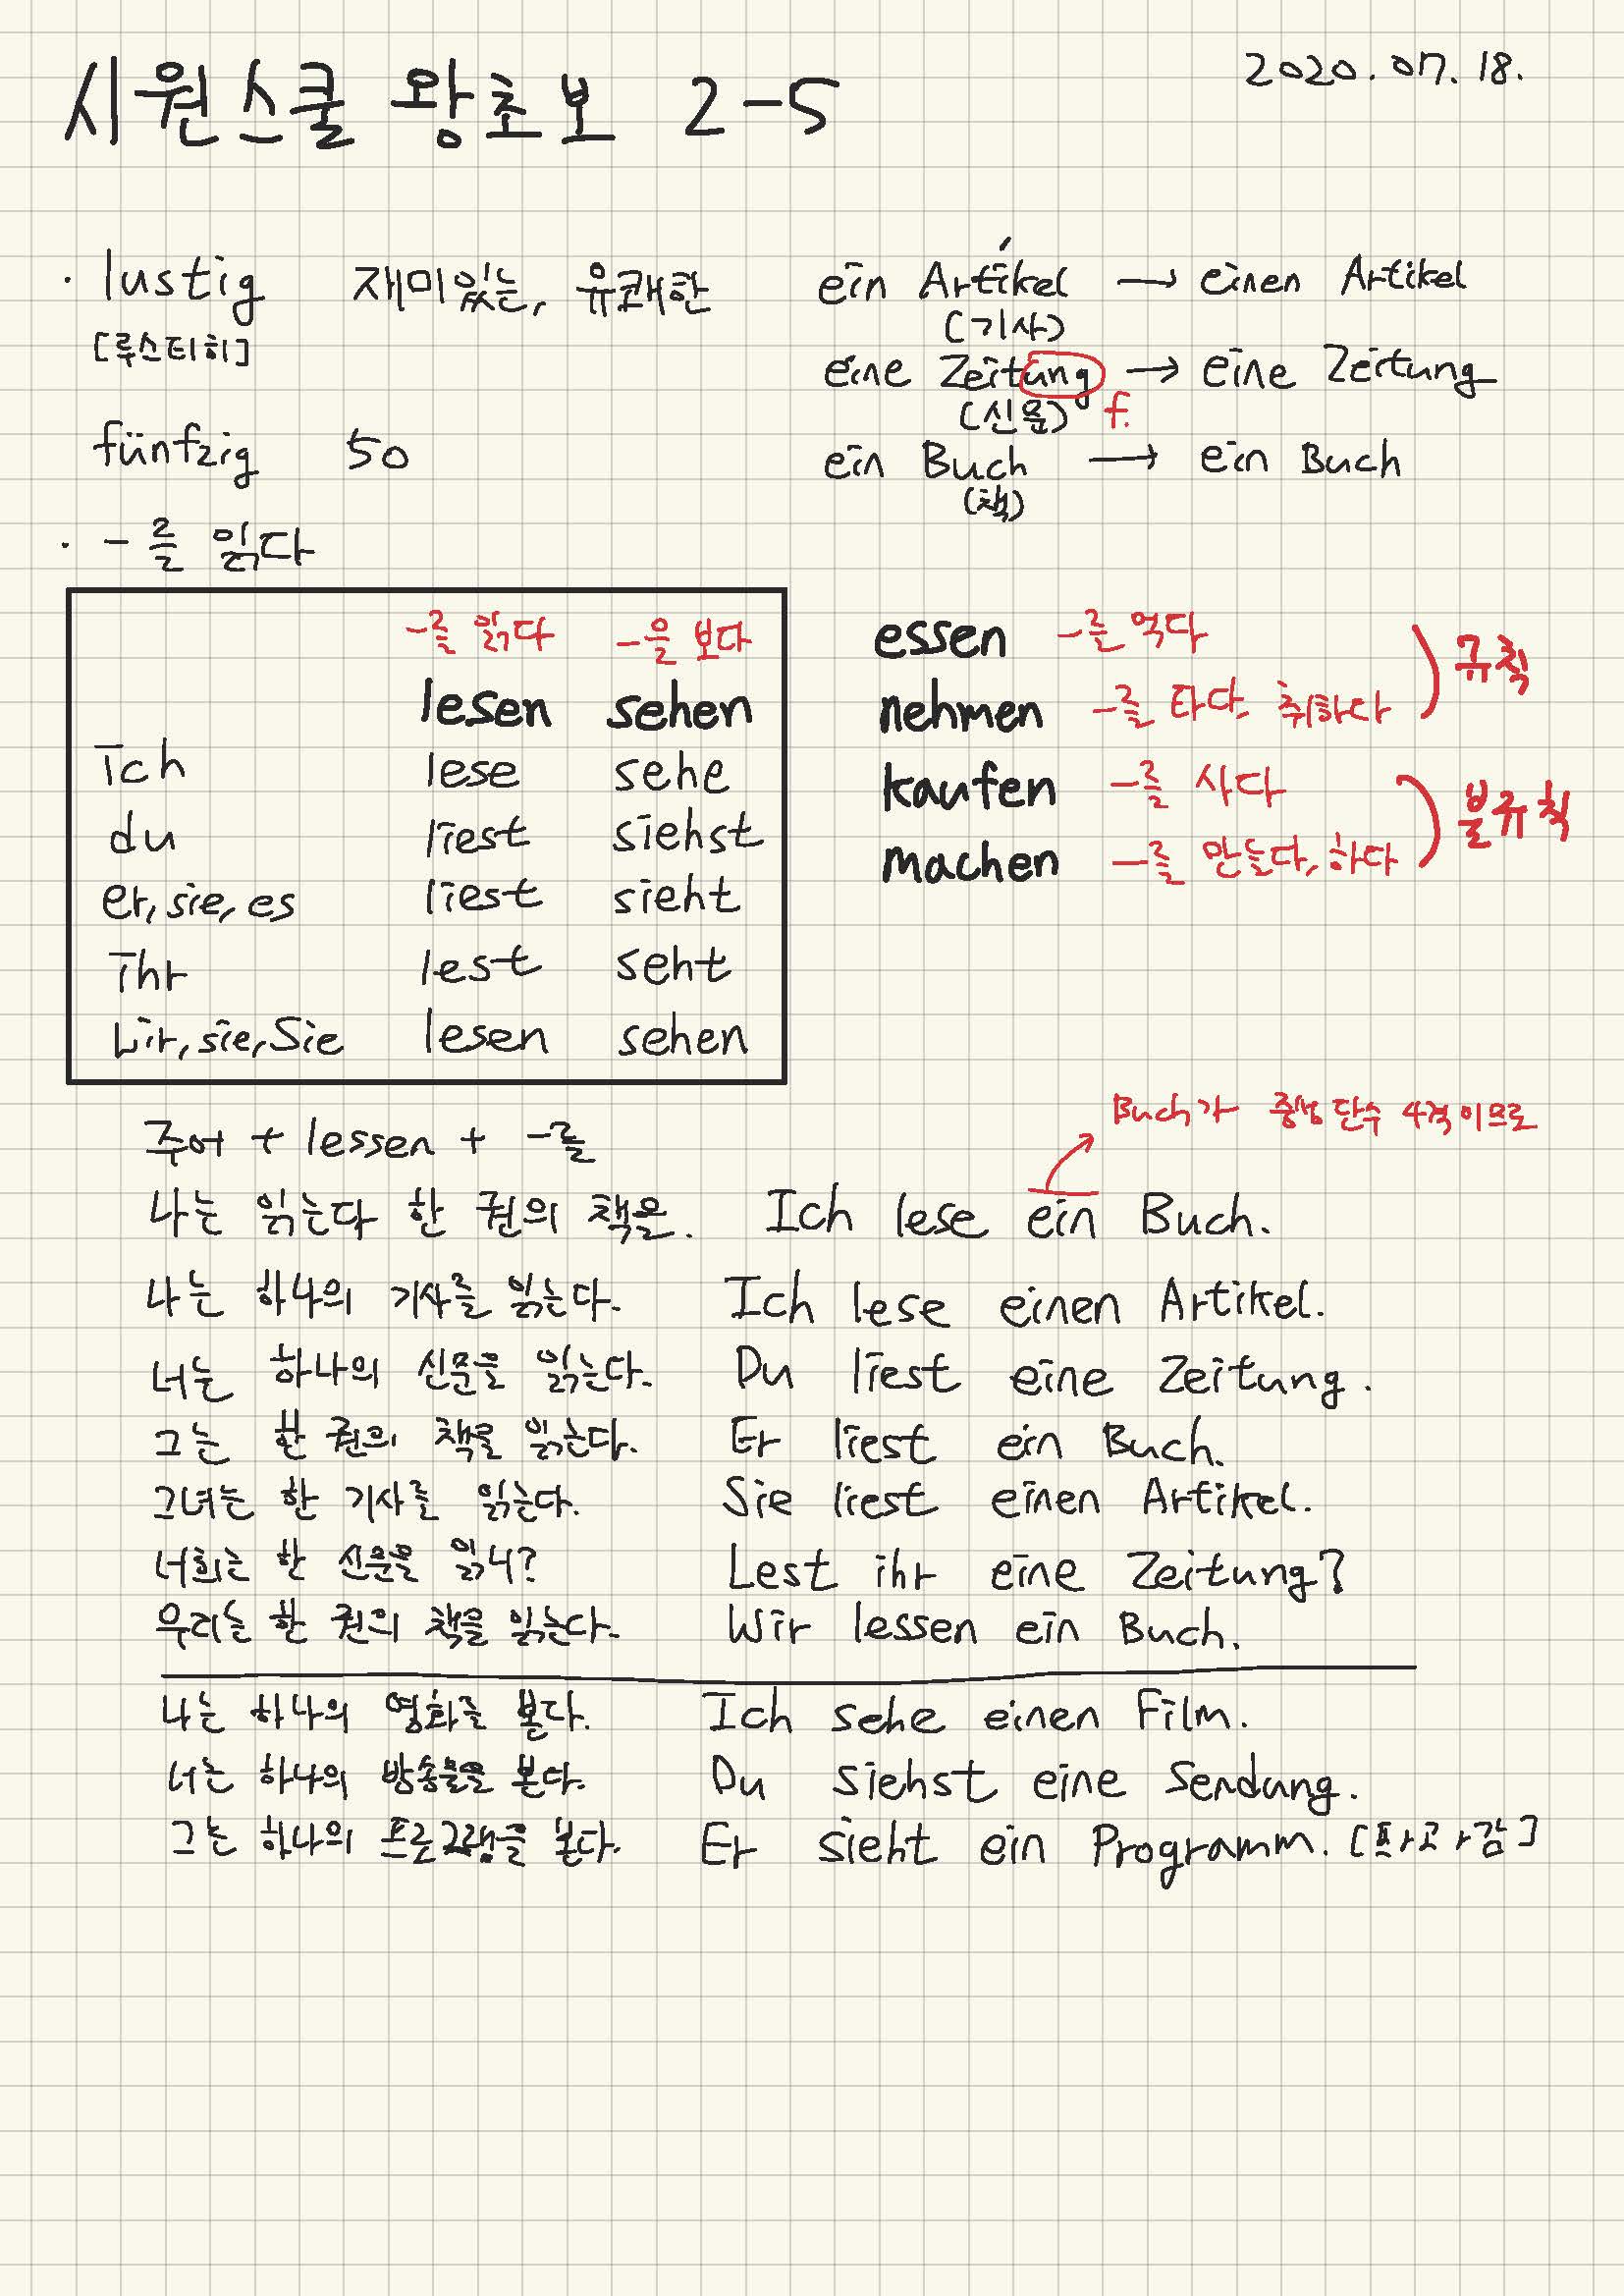 시원스쿨 왕초보 2-5
2020. 07. 18.
· lustig 재미있는, 유쾌한
[루스티히]
fünfzig 50
ein Artikel → einen Artikel
(기사)
eine Zeitung → eine Zeitung
(신문) f.
ein Buch → ein Buch
(책)
· -를 읽다
-를 읽다 -을 보다
lesen sehen
Ich lese sehe
du liest siehst
er, sie, es liest sieht
Ihr lest seht
Wir, sie, Sie lesen sehen
essen -를 먹다
nehmen -를 타다, 취하다
규칙
kaufen -를 사다
machen -를 만들다, 하다
불규칙
주어 + lessen + -를
Buch가 중성 단수 4격이므로
나는 읽는다 한 권의 책을. Ich lese ein Buch.
나는 하나의 기사를 읽는다. Ich lese einen Artikel.
너는 하나의 신문을 읽는다. Du liest eine Zeitung.
그는 한 권의 책을 읽는다. Er liest ein Buch.
그녀는 한 기사를 읽는다. Sie liest einen Artikel.
너희는 한 신문을 읽니? Lest ihr eine Zeitung?
우리는 한 권의 책을 읽는다. Wir lessen ein Buch.
나는 하나의 영화를 본다. Ich sehe einen Film.
너는 하나의 방송물을 본다. Du siehst eine Sendung.
그는 하나의 프로그램을 본다. Er sieht ein Programm.